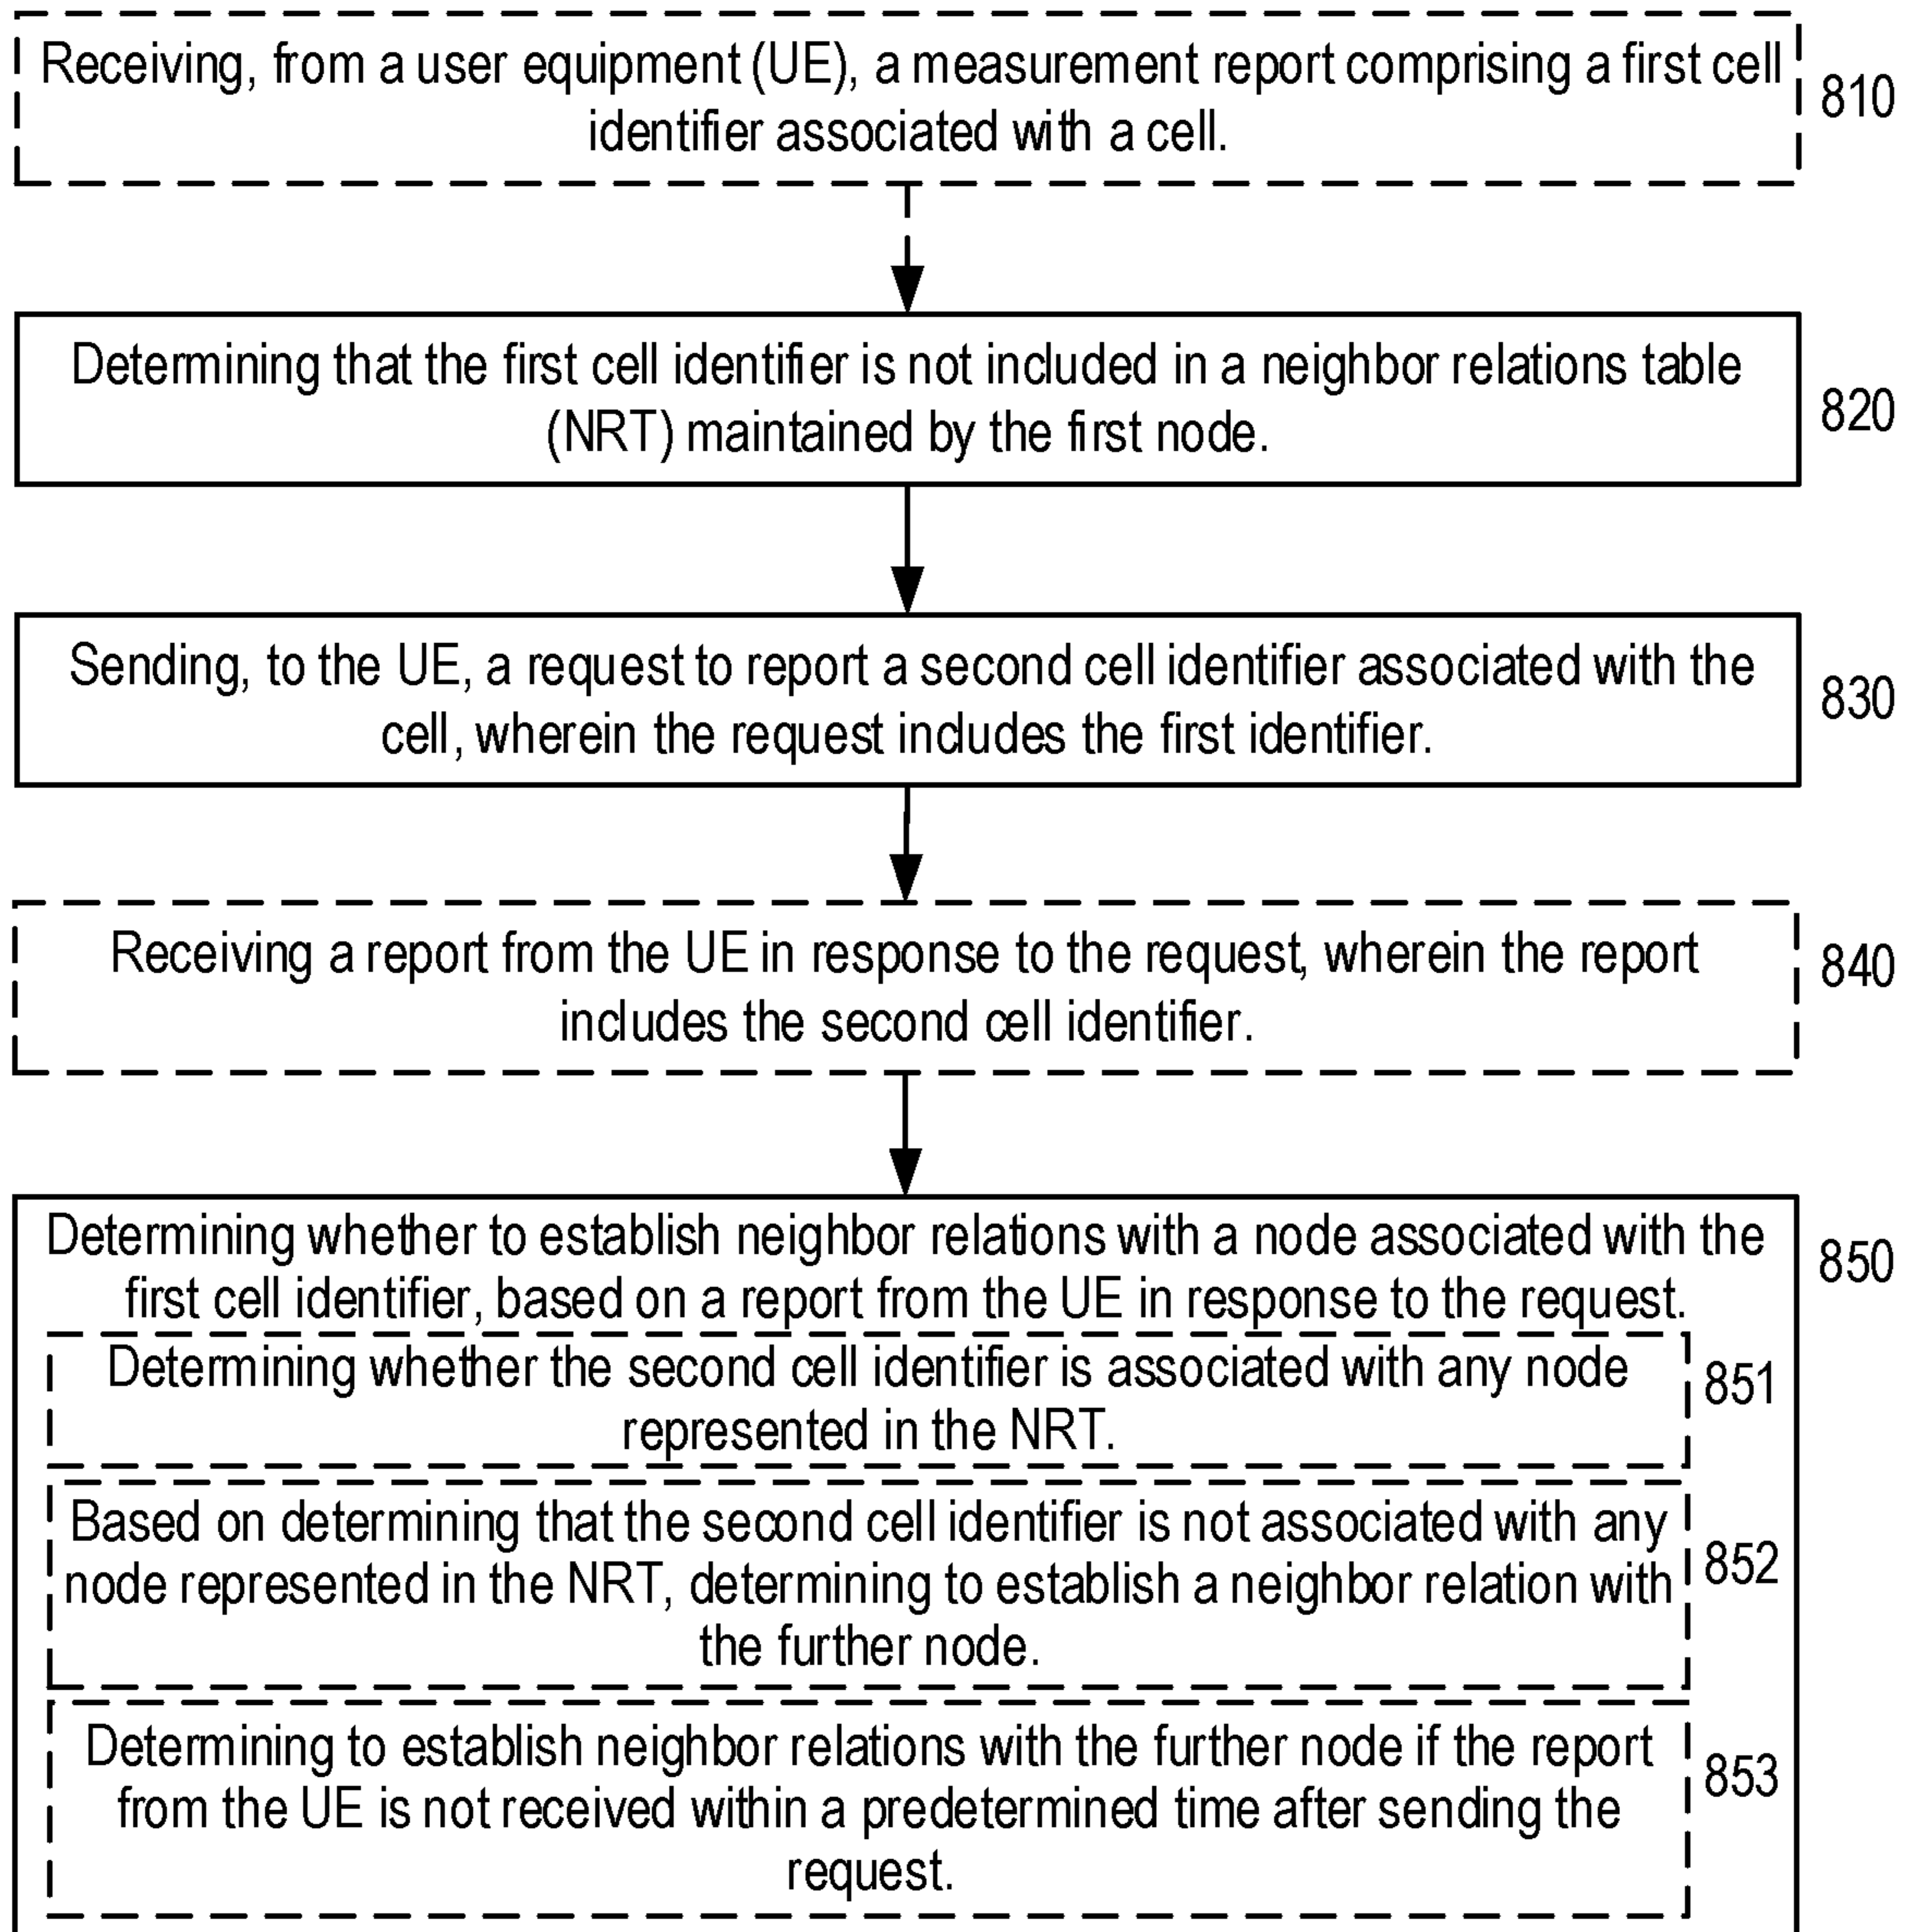 Receiving, from a user equipment (UE), a measurement report comprising a first cell
identifier associated with a cell.
810
Determining that the first cell identifier is not included in a neighbor relations table
(NRT) maintained by the first node.
820
Sending, to the UE, a request to report a second cell identifier associated with the
cell, wherein the request includes the first identifier.
830
Receiving a report from the UE in response to the request, wherein the report
includes the second cell identifier.
840
Determining whether to establish neighbor relations with a node associated with the
first cell identifier, based on a report from the UE in response to the request.
850
Determining whether the second cell identifier is associated with any node
represented in the NRT.
851
Based on determining that the second cell identifier is not associated with any
node represented in the NRT, determining to establish a neighbor relation with
the further node.
852
Determining to establish neighbor relations with the further node if the report
from the UE is not received within a predetermined time after sending the
request.
853